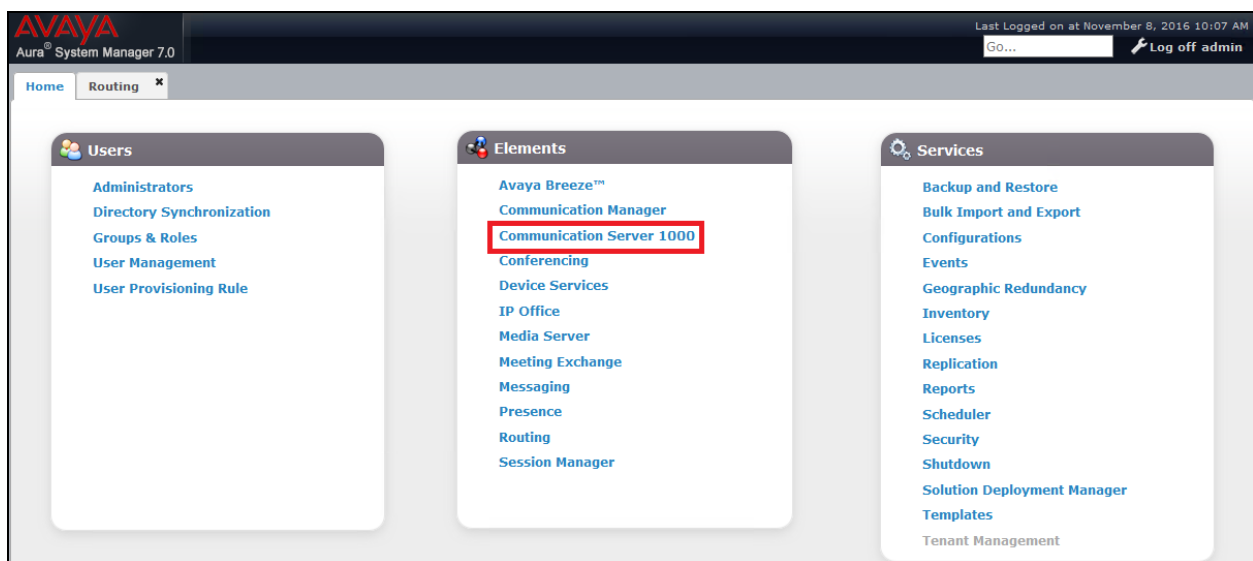 AVAYA
Aura® System Manager 7.0
Last Logged on at November 8, 2016 10:07 AM
Go...
Log off admin
Home
Routing
Users
Administrators
Directory Synchronization
Groups & Roles
User Management
User Provisioning Rule
Elements
Avaya Breeze™
Communication Manager
Communication Server 1000
Conferencing
Device Services
IP Office
Media Server
Meeting Exchange
Messaging
Presence
Routing
Session Manager
Services
Backup and Restore
Bulk Import and Export
Configurations
Events
Geographic Redundancy
Inventory
Licenses
Replication
Reports
Scheduler
Security
Shutdown
Solution Deployment Manager
Templates
Tenant Management